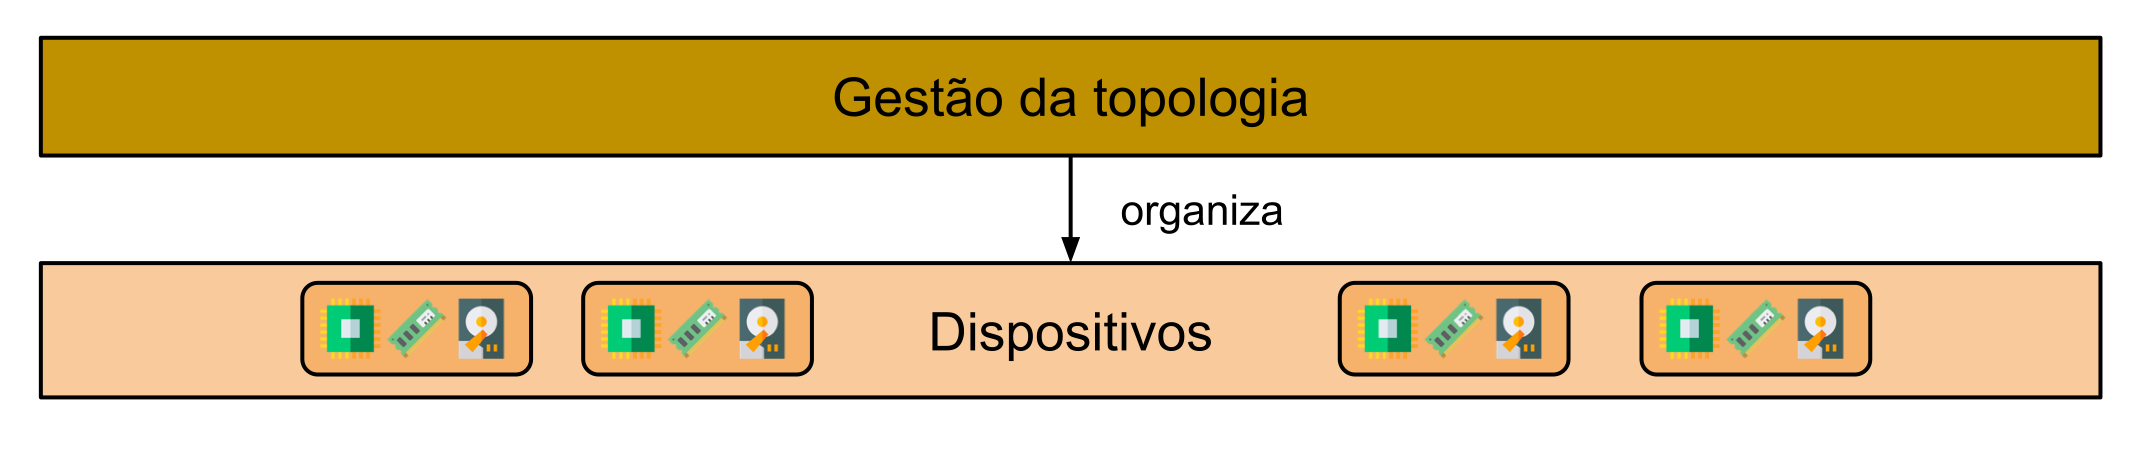 Gestão da topologia
organiza
Dispositivos